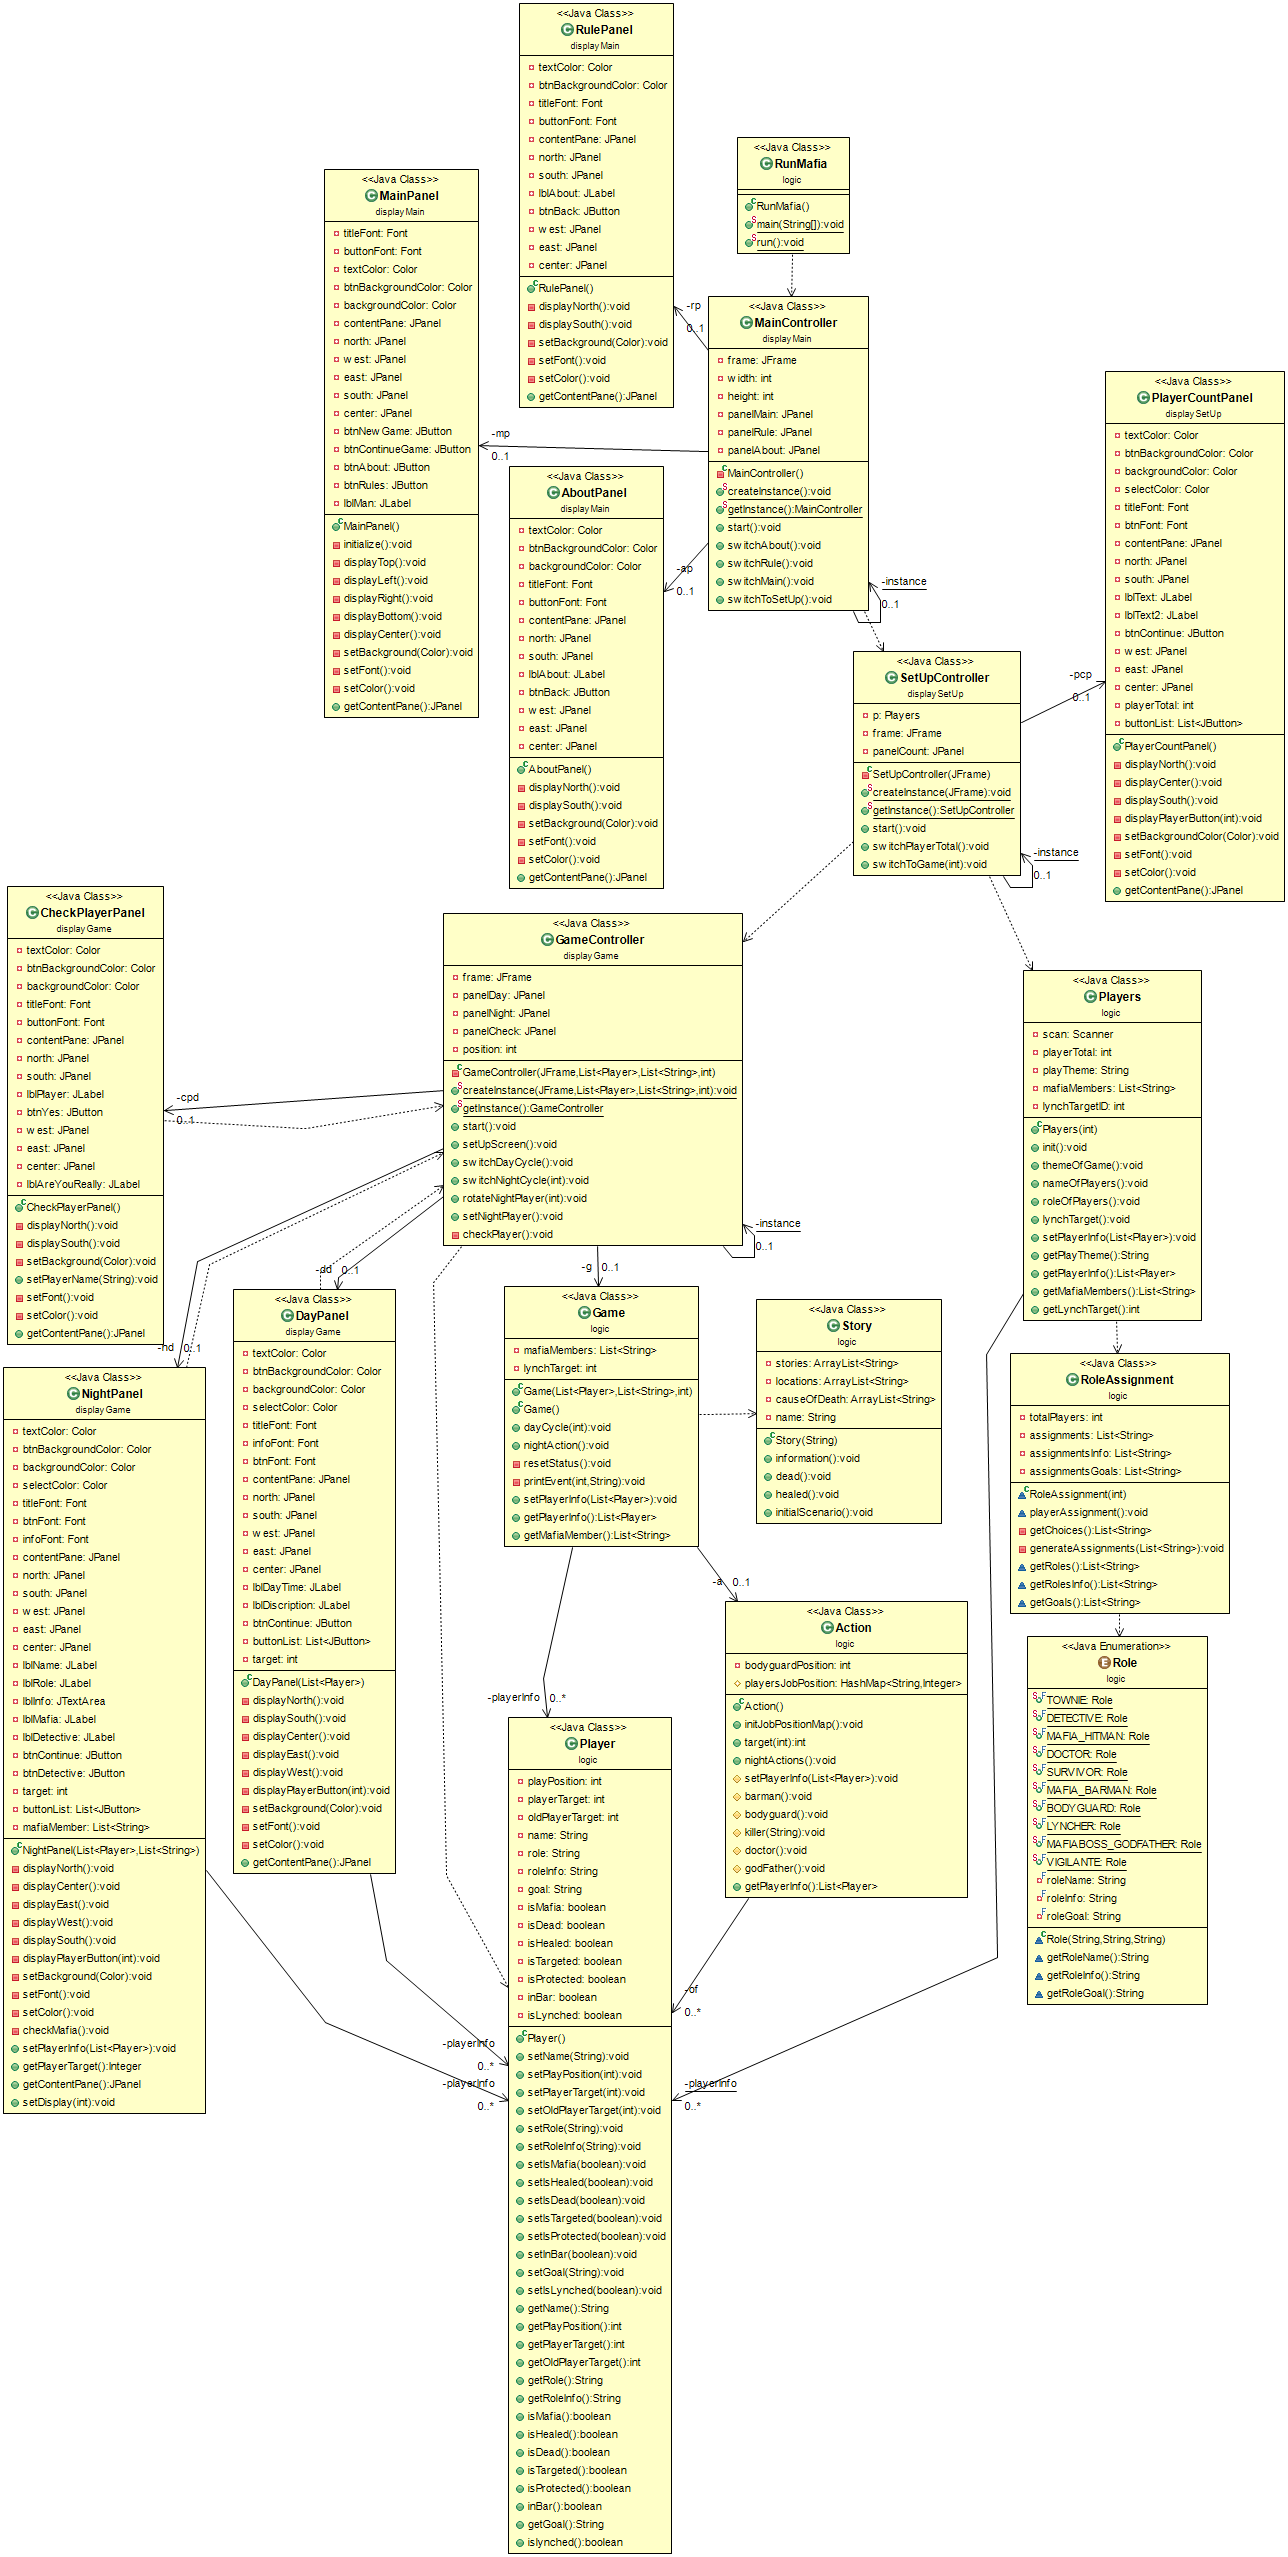 <<Java Class>>
RulePanel
display Main
textColor: Color
btnBackgroundColor: Color
titleFont: Font
buttonFont: Font
contentPane: JPanel
north: JPanel
south: JPanel
lblAbout: JLabel
btnBack: JButton
west: JPanel
east: JPanel
center: JPanel
RulePanel()
displayNorth():void
displaySouth():void
setBackground(Color):void
setFont():void
setColor():void
getContentPane():JPanel
<<Java Class>>
RunMafia
logic
RunMafia()
main(String[]):void
run():void
<<Java Class>>
MainPanel
display Main
titleFont: Font
buttonFont: Font
textColor: Color
btnBackgroundColor: Color
backgroundColor: Color
contentPane: JPanel
north: JPanel
west: JPanel
east: JPanel
south: JPanel
center: JPanel
btnNewGame: JButton
btnContinueGame: JButton
btnAbout: JButton
btnRules: JButton
lblMan: JLabel
MainPanel()
initialize():void
displayTop():void
displayLeft():void
displayRight():void
displayBottom():void
displayCenter():void
setBackground(Color):void
setFont():void
setColor():void
getContentPane():JPanel
-rp
0..1
-mp
0..1
-ap
0..1
<<Java Class>>
MainController
display Main
frame: JFrame
width: int
height: int
panelMain: JPanel
panelRule: JPanel
panelAbout: JPanel
MainController()
createInstance():void
getInstance():MainController
start():void
switchAbout():void
switchRule():void
switchMain():void
switchToSetUp():void
-instance
0..1
<<Java Class>>
AboutPanel
display Main
textColor: Color
btnBackgroundColor: Color
backgroundColor: Color
titleFont: Font
buttonFont: Font
contentPane: JPanel
north: JPanel
south: JPanel
lblAbout: JLabel
btnBack: JButton
west: JPanel
east: JPanel
center: JPanel
AboutPanel()
displayNorth():void
displaySouth():void
setBackground(Color):void
setFont():void
setColor():void
getContentPane():JPanel
<<Java Class>>
PlayerCountPanel
display SetUp
textColor: Color
btnBackgroundColor: Color
backgroundColor: Color
selectColor: Color
titleFont: Font
btnFont: Font
contentPane: JPanel
north: JPanel
south: JPanel
lblText: JLabel
lblText2: JLabel
btnContinue: JButton
west: JPanel
east: JPanel
center: JPanel
playerTotal: int
buttonList: List<JButton>
PlayerCountPanel()
displayNorth():void
displayCenter():void
displaySouth():void
displayPlayerButton(int):void
setBackgroundColor(Color):void
setFont():void
setColor():void
getContentPane():JPanel
<<Java Class>>
SetUpController
display SetUp
p: Players
frame: JFrame
panelCount: JPanel
SetUpController(JFrame)
createInstance(JFrame):void
getInstance():SetUpController
start():void
switchPlayerTotal():void
switchToGame(int):void
-pcp
0..1
-instance
0..1
<<Java Class>>
CheckPlayerPanel
display Game
textColor: Color
btnBackgroundColor: Color
backgroundColor: Color
titleFont: Font
buttonFont: Font
contentPane: JPanel
north: JPanel
south: JPanel
lblPlayer: JLabel
btnYes: JButton
west: JPanel
east: JPanel
center: JPanel
lblAreYouReally: JLabel
CheckPlayerPanel()
displayNorth():void
displaySouth():void
setBackground(Color):void
setPlayerName(String):void
setFont():void
setColor():void
getContentPane():JPanel
<<Java Class>>
GameController
display Game
frame: JFrame
panelDay: JPanel
panelNight: JPanel
panelCheck: JPanel
position: int
GameController(JFrame,List<Player>,List<String>,int)
createInstance(JFrame,List<Player>,List<String>,int):void
getInstance():GameController
start():void
setUpScreen():void
switchDayCycle():void
switchNightCycle(int):void
rotateNightPlayer(int):void
setNightPlayer():void
checkPlayer():void
-cpd
0..1
-dd
0..1
-nd
0..1
-g
0..1
-instance
0..1
<<Java Class>>
Players
logic
scan: Scanner
playerTotal: int
playTheme: String
mafiaMembers: List<String>
lynchTargetID: int
Players(int)
init():void
themeOfGame():void
nameOfPlayers():void
roleOfPlayers():void
lynchTarget():void
setPlayerInfo(List<Player>):void
getPlayTheme():String
getPlayerInfo():List<Player>
getMafiaMembers():List<String>
getLynchTarget():int
<<Java Class>>
NightPanel
display Game
textColor: Color
btnBackgroundColor: Color
backgroundColor: Color
selectColor: Color
titleFont: Font
btnFont: Font
infoFont: Font
contentPane: JPanel
north: JPanel
south: JPanel
west: JPanel
east: JPanel
center: JPanel
lblName: JLabel
lblRole: JLabel
lblInfo: JTextArea
lblMafia: JLabel
lblDetective: JLabel
btnContinue: JButton
btnDetective: JButton
target: int
buttonList: List<JButton>
mafiaMember: List<String>
NightPanel(List<Player>,List<String>)
displayNorth():void
displayCenter():void
displayEast():void
displayWest():void
displaySouth():void
displayPlayerButton(int):void
setBackground(Color):void
setFont():void
setColor():void
checkMafia():void
setPlayerInfo(List<Player>):void
getPlayerTarget():Integer
getContentPane():JPanel
setDisplay(int):void
<<Java Class>>
DayPanel
display Game
textColor: Color
btnBackgroundColor: Color
backgroundColor: Color
selectColor: Color
titleFont: Font
infoFont: Font
btnFont: Font
contentPane: JPanel
north: JPanel
south: JPanel
west: JPanel
east: JPanel
center: JPanel
lblDayTime: JLabel
lblDiscription: JLabel
btnContinue: JButton
buttonList: List<JButton>
target: int
DayPanel(List<Player>)
displayNorth():void
displaySouth():void
displayCenter():void
displayEast():void
displayWest():void
displayPlayerButton(int):void
setBackground(Color):void
setFont():void
setColor():void
getContentPane():JPanel
<<Java Class>>
Game
logic
mafiaMembers: List<String>
lynchTarget: int
Game(List<Player>,List<String>,int)
Game()
dayCycle(int):void
nightAction():void
resetStatus():void
printEvent(int,String):void
setPlayerInfo(List<Player>):void
getPlayerInfo():List<Player>
getMafiaMember():List<String>
<<Java Class>>
Story
logic
stories: ArrayList<String>
locations: ArrayList<String>
causeOfDeath: ArrayList<String>
name: String
Story(String)
information():void
dead():void
healed():void
initialScenario():void
<<Java Class>>
RoleAssignment
logic
totalPlayers: int
assignments: List<String>
assignmentsInfo: List<String>
assignmentsGoals: List<String>
RoleAssignment(int)
playerAssignment():void
getChoices():List<String>
generateAssignments(List<String>):void
getRoles():List<String>
getRolesInfo():List<String>
getGoals():List<String>
-a
0..1
<<Java Class>>
Action
logic
bodyguardPosition: int
playersJobPosition: HashMap<String,Integer>
Action()
initJobPositionMap():void
target(int):int
nightActions():void
setPlayerInfo(List<Player>):void
barman():void
bodyguard():void
killer(String):void
doctor():void
godFather():void
getPlayerInfo():List<Player>
<<Java Enumeration>>
Role
logic
TOWNIE: Role
DETECTIVE: Role
MAFIA_HITMAN: Role
DOCTOR: Role
SURVIVOR: Role
MAFIA_BARMAN: Role
BODYGUARD: Role
LYNCHER: Role
MAFIABOSS_GODFATHER: Role
VIGILANTE: Role
roleName: String
roleInfo: String
roleGoal: String
Role(String,String,String)
getRoleName():String
getRoleInfo():String
getRoleGoal():String
-playerInfo
0..*
<<Java Class>>
Player
logic
playPosition: int
playerTarget: int
oldPlayerTarget: int
name: String
role: String
roleInfo: String
goal: String
isMafia: boolean
isDead: boolean
isHealed: boolean
isTargeted: boolean
isProtected: boolean
inBar: boolean
isLynched: boolean
Player()
setName(String):void
setPlayPosition(int):void
setPlayerTarget(int):void
setOldPlayerTarget(int):void
setRole(String):void
setRoleInfo(String):void
setIsMafia(boolean):void
setIsHealed(boolean):void
setIsDead(boolean):void
setIsTargeted(boolean):void
setIsProtected(boolean):void
setInBar(boolean):void
setGoal(String):void
setIsLynched(boolean):void
getName():String
getPlayPosition():int
getPlayerTarget():int
getOldPlayerTarget():int
getRole():String
getRoleInfo():String
isMafia():boolean
isHealed():boolean
isDead():boolean
isTargeted():boolean
isProtected():boolean
inBar():boolean
getGoal():String
islynched():boolean
-of
0..*
-playerInfo
0..*
-playerInfo
0..*
-playerInfo
0..*